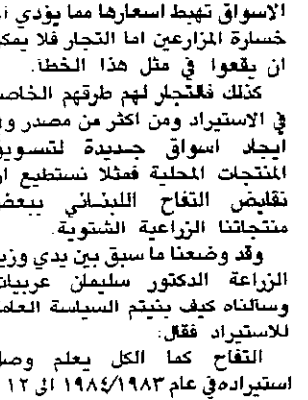 الاسواق تهبط اسعارها مما يؤدي
خسارة المزارعين اما التجار فلا يمكن
ان يقعوا في مثل هذا الخطأ.
كذلك فالتجار لهم طرقهم الخاصة
في الاستيراد ومن اكثر من مصدر
ايجاد اسواق جديدة لتسويق
المنتجات المحلية فمثلا نستطيع ان
نقايض التفاح اللبناني ببعض
منتجاتنا الزراعية الشتوية.
وقد وضعنا ما سبق بين يدي وزير
الزراعة الدكتور سليمان عربيات
وسألناه كيف بنيتم السياسة العامة
للاستيراد فقال:
التفاح كما الكل يعلم وصل
استيراده في عام ١٩٨٤/١٩٨٣ الى ١٢